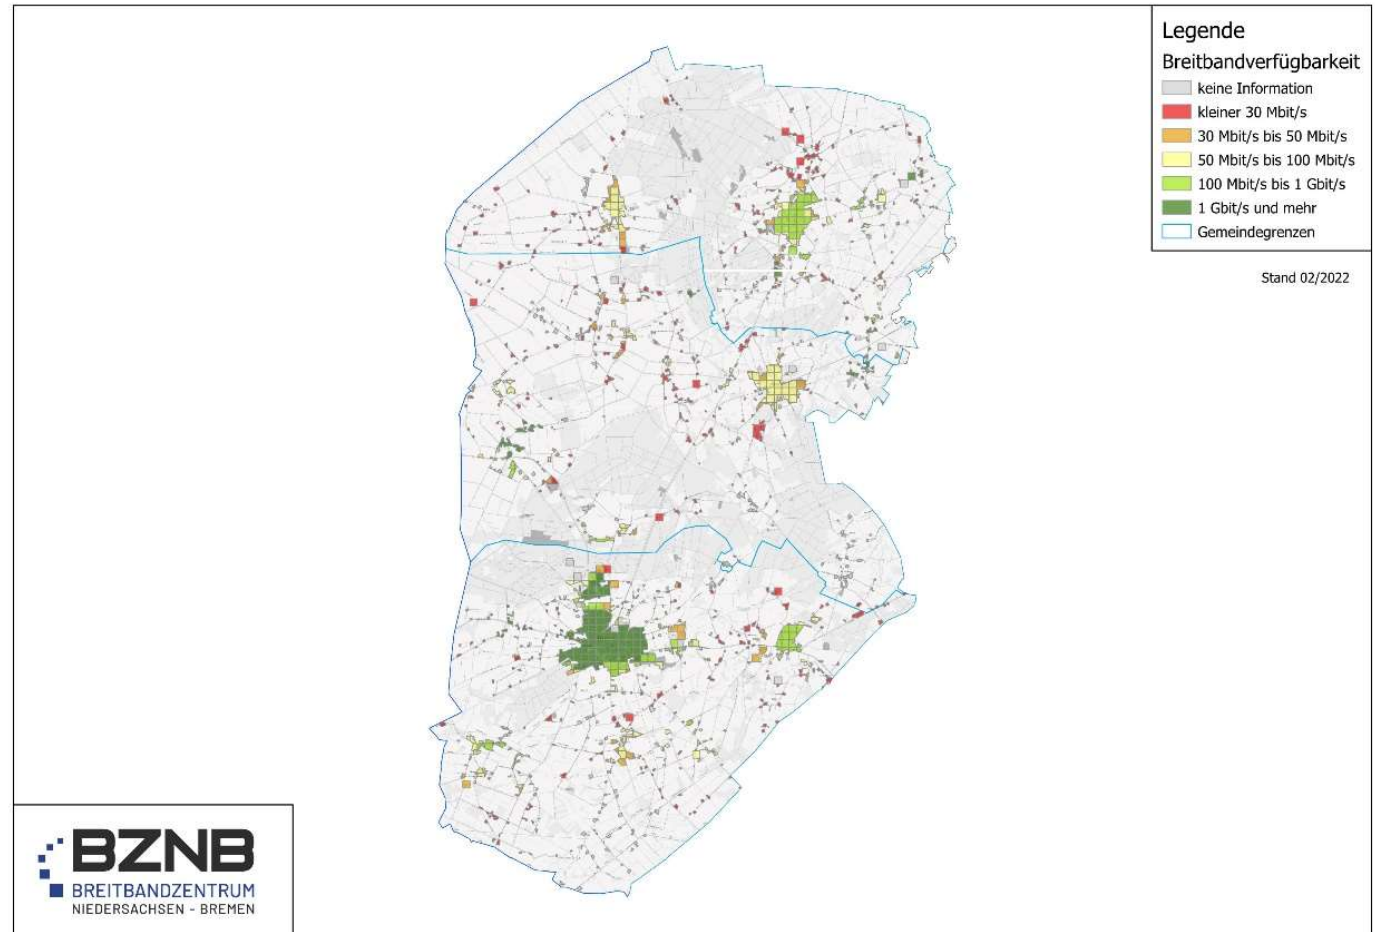 Legende
Breitbandverfügbarkeit
keine Information
kleiner 30 Mbit/s
30 Mbit/s bis 50 Mbit/s
50 Mbit/s bis 100 Mbit/s
100 Mbit/s bis 1 Gbit/s
1 Gbit/s und mehr
Gemeindegrenzen
Stand 02/2022
BZNB
BREITBANDZENTRUM
NIEDERSACHSEN - BREMEN